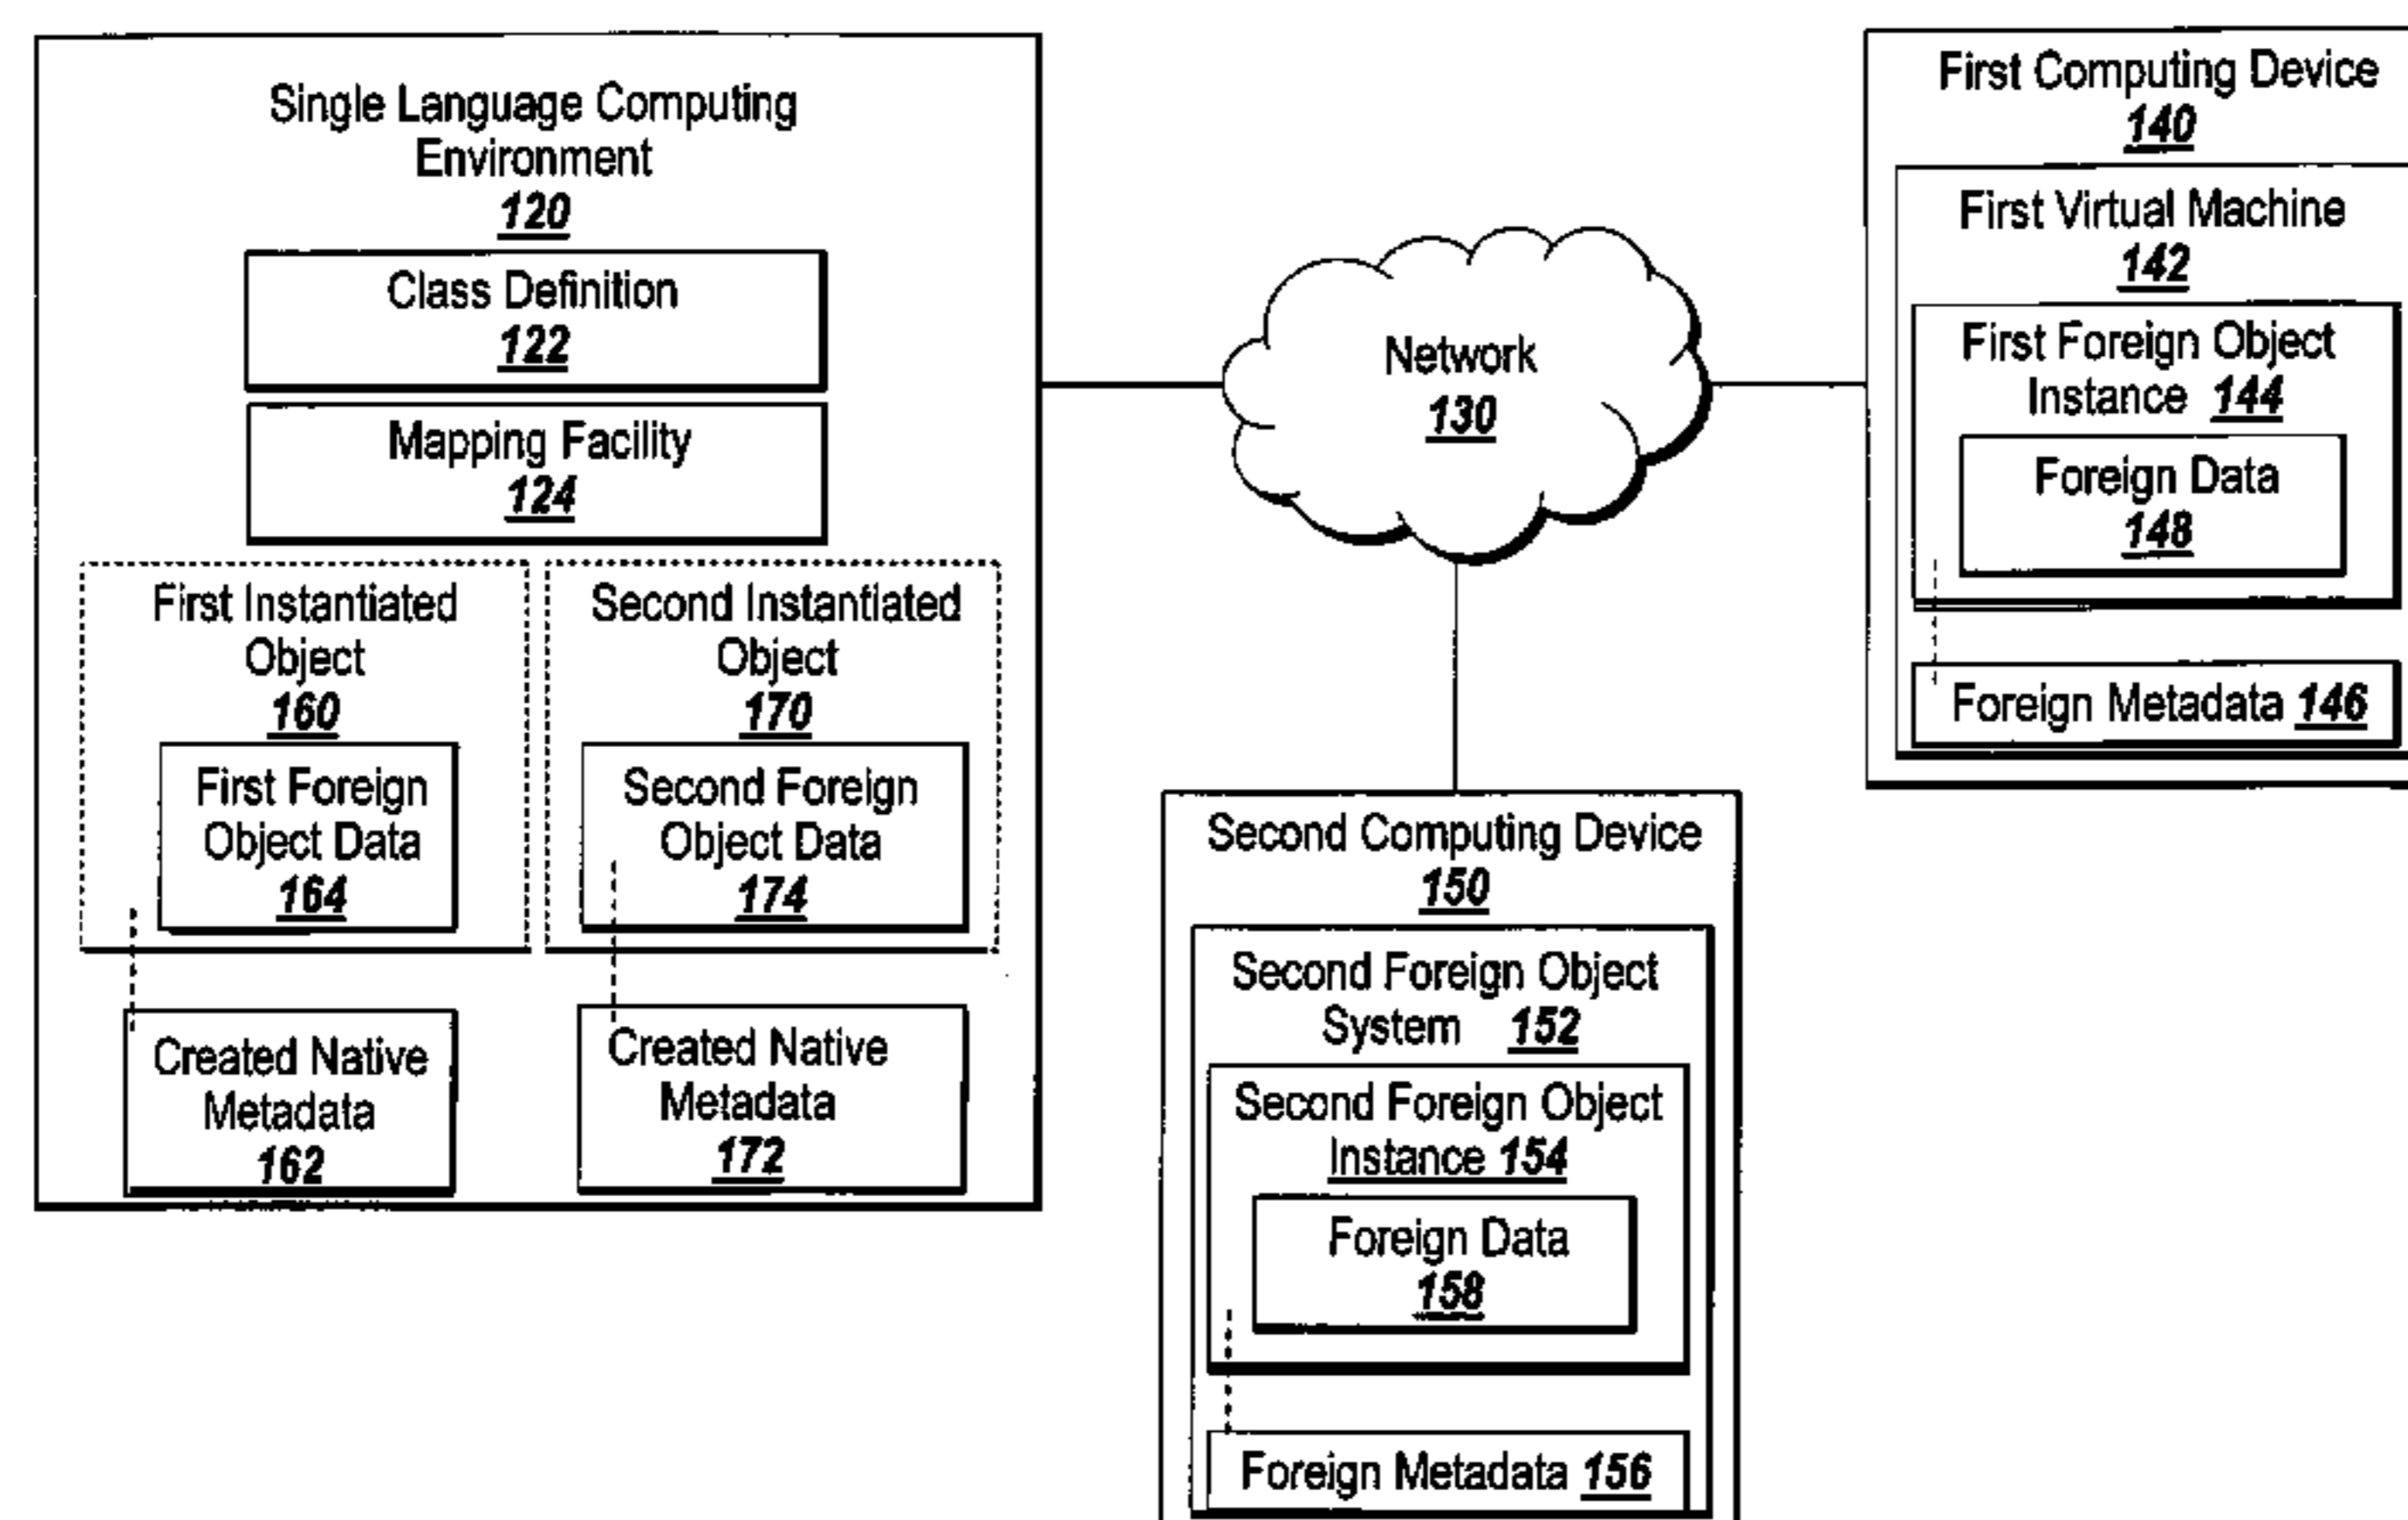 Single Language Computing
Environment
120
Class Definition
122
Mapping Facility
124
First Instantiated
Object
160
First Foreign
Object Data
164
Created Native
Metadata
162
Second Instantiated
Object
170
Second Foreign
Object Data
174
Created Native
Metadata
172
Network
130
First Computing Device
140
First Virtual Machine
142
First Foreign Object
Instance 144
Foreign Data
148
Foreign Metadata 146
Second Computing Device
150
Second Foreign Object
System 152
Second Foreign Object
Instance 154
Foreign Data
158
Foreign Metadata 156